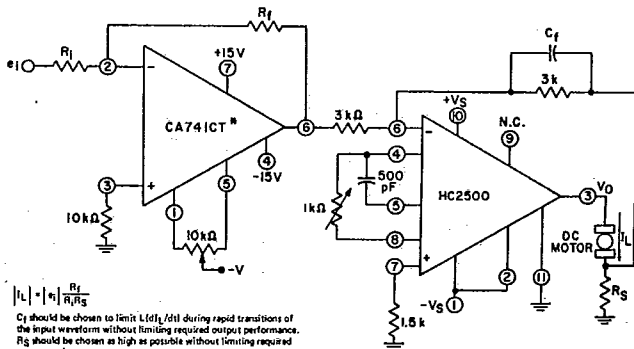 Rf
Cf
ei
Ri
2
−
+15V
7
3k
CA741CT*
6
3kΩ
6
−
+VS
10
N.C.
9
4
−15V
4
500 pF
HC2500
3
VO
3
+
1
5
1kΩ
5
8
DC MOTOR
IL
10kΩ
10kΩ
−V
7
+
−VS
1
2
11
RS
1.5k
|IL| = |ei| Rf / RiRS
Cf should be chosen to limit L(dIL/dt) during rapid transitions of
the input waveform without limiting required output performance.
RS should be chosen as high as possible without limiting required